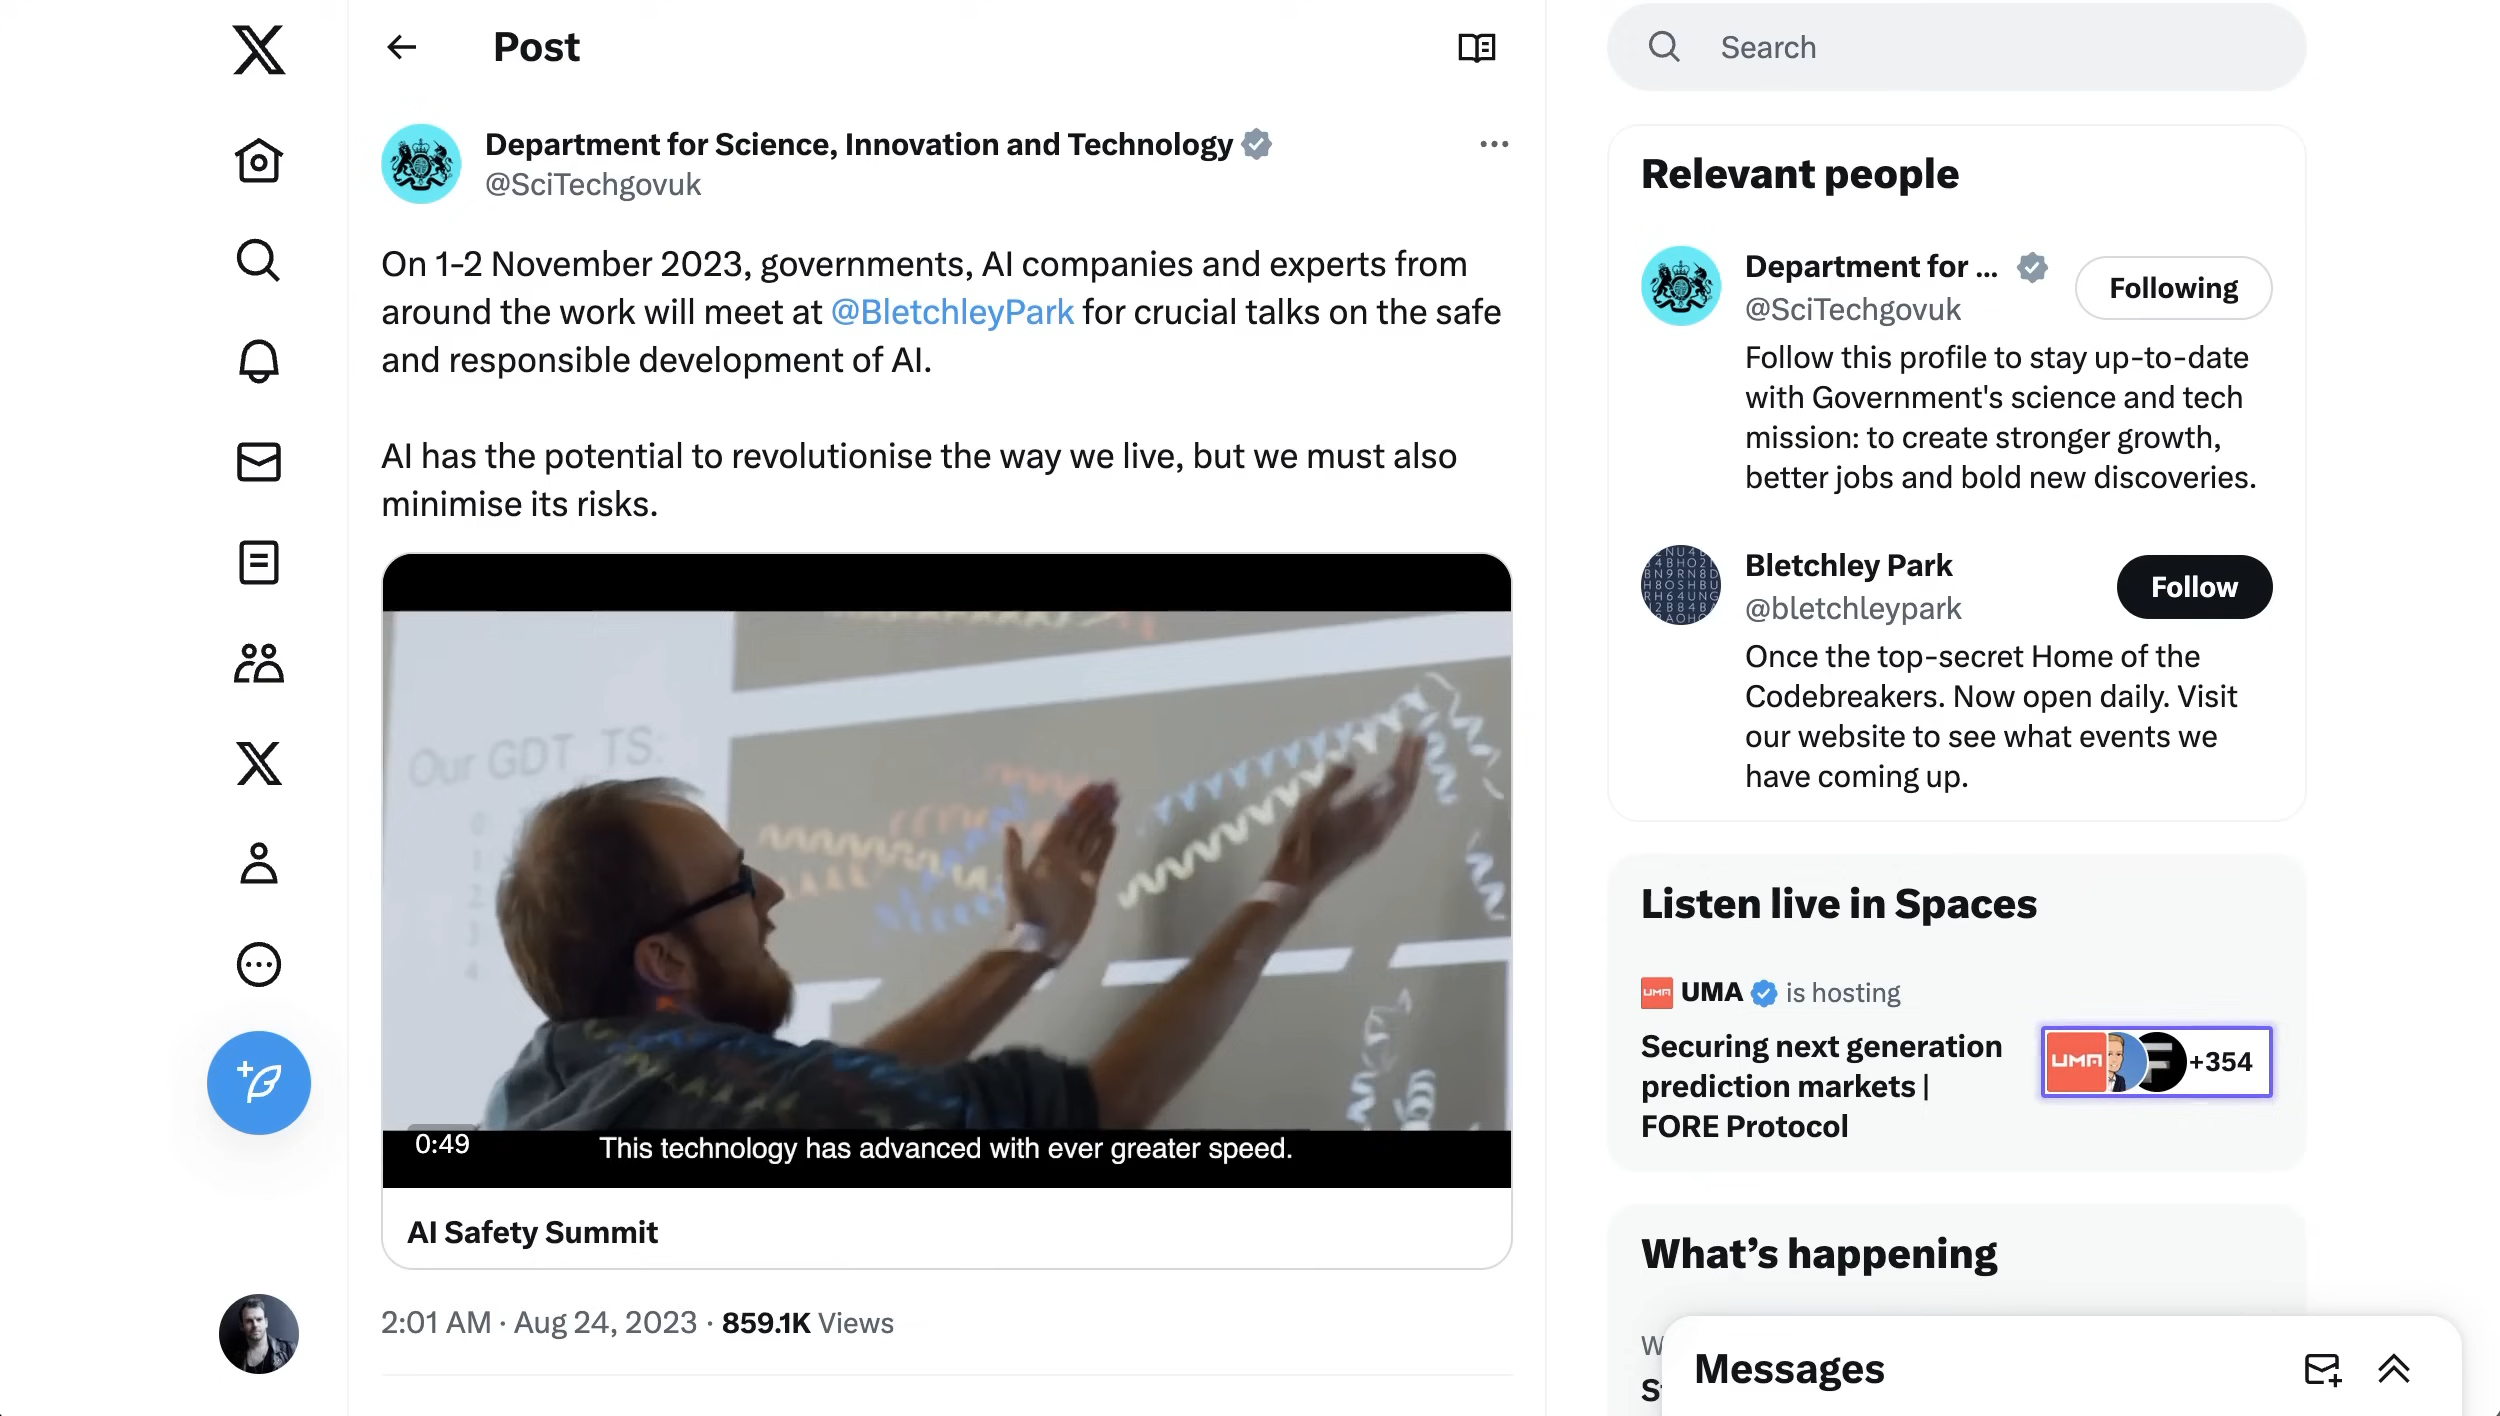 Post
Department for Science, Innovation and Technology
@SciTechgovuk
On 1-2 November 2023, governments, AI companies and experts from
around the work will meet at @BletchleyPark for crucial talks on the safe
and responsible development of AI.
AI has the potential to revolutionise the way we live, but we must also
minimise its risks.
Our GDT_TS:
0:49
This technology has advanced with ever greater speed.
AI Safety Summit
2:01 AM · Aug 24, 2023 · 859.1K Views
Search
Relevant people
Department for ...
@SciTechgovuk
Following
Follow this profile to stay up-to-date
with Government's science and tech
mission: to create stronger growth,
better jobs and bold new discoveries.
Bletchley Park
@bletchleypark
Follow
Once the top-secret Home of the
Codebreakers. Now open daily. Visit
our website to see what events we
have coming up.
Listen live in Spaces
UMA
UMA is hosting
Securing next generation
prediction markets |
FORE Protocol
UMA
F
+354
What’s happening
Messages